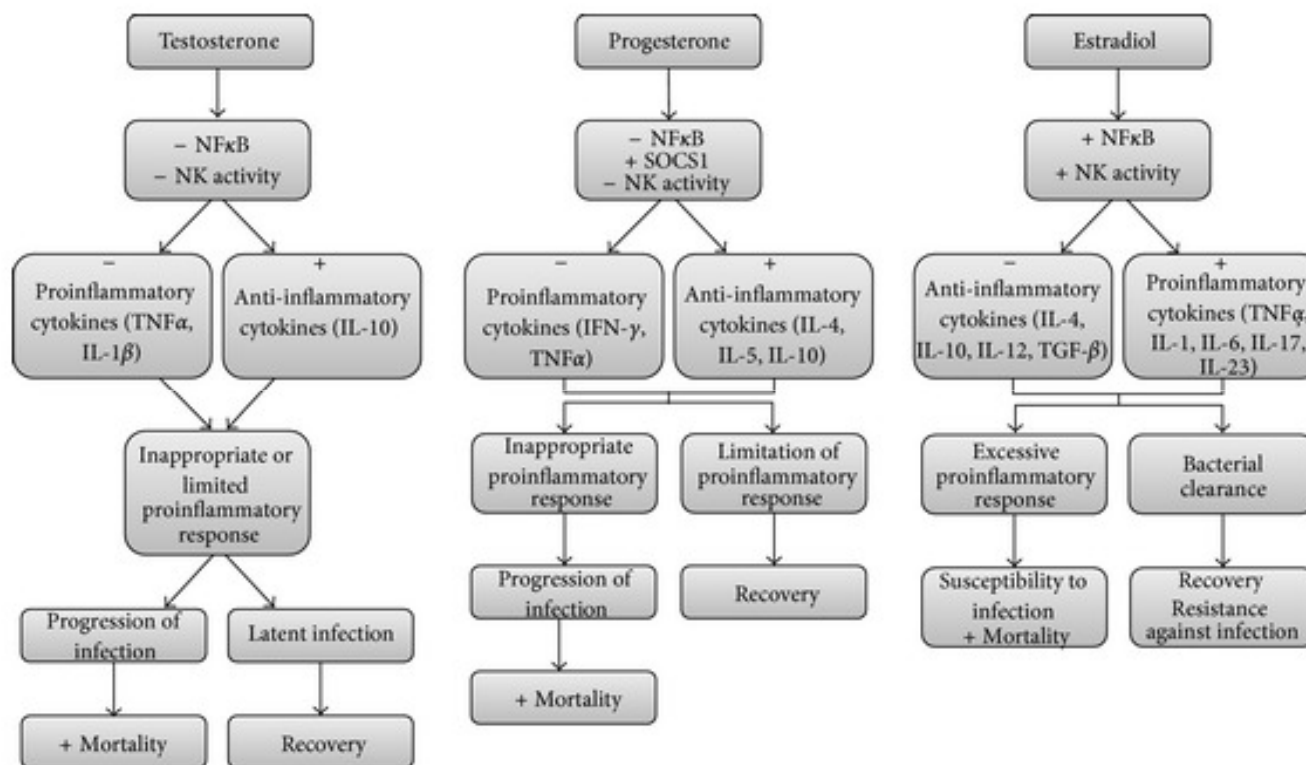 Testosterone
− NFκB
− NK activity
−
Proinflammatory
cytokines (TNFα,
IL-1β)
+
Anti-inflammatory
cytokines (IL-10)
Inappropriate or
limited
proinflammatory
response
Progression of
infection
Latent infection
+ Mortality
Recovery
Progesterone
− NFκB
+ SOCS1
− NK activity
−
Proinflammatory
cytokines (IFN-γ,
TNFα)
+
Anti-inflammatory
cytokines (IL-4,
IL-5, IL-10)
Inappropriate
proinflammatory
response
Limitation of
proinflammatory
response
Progression of
infection
Recovery
+ Mortality
Estradiol
+ NFκB
+ NK activity
−
Anti-inflammatory
cytokines (IL-4,
IL-10, IL-12, TGF-β)
+
Proinflammatory
cytokines (TNFα,
IL-1, IL-6, IL-17,
IL-23)
Excessive
proinflammatory
response
Bacterial
clearance
Susceptibility to
infection
+ Mortality
Recovery
Resistance
against infection